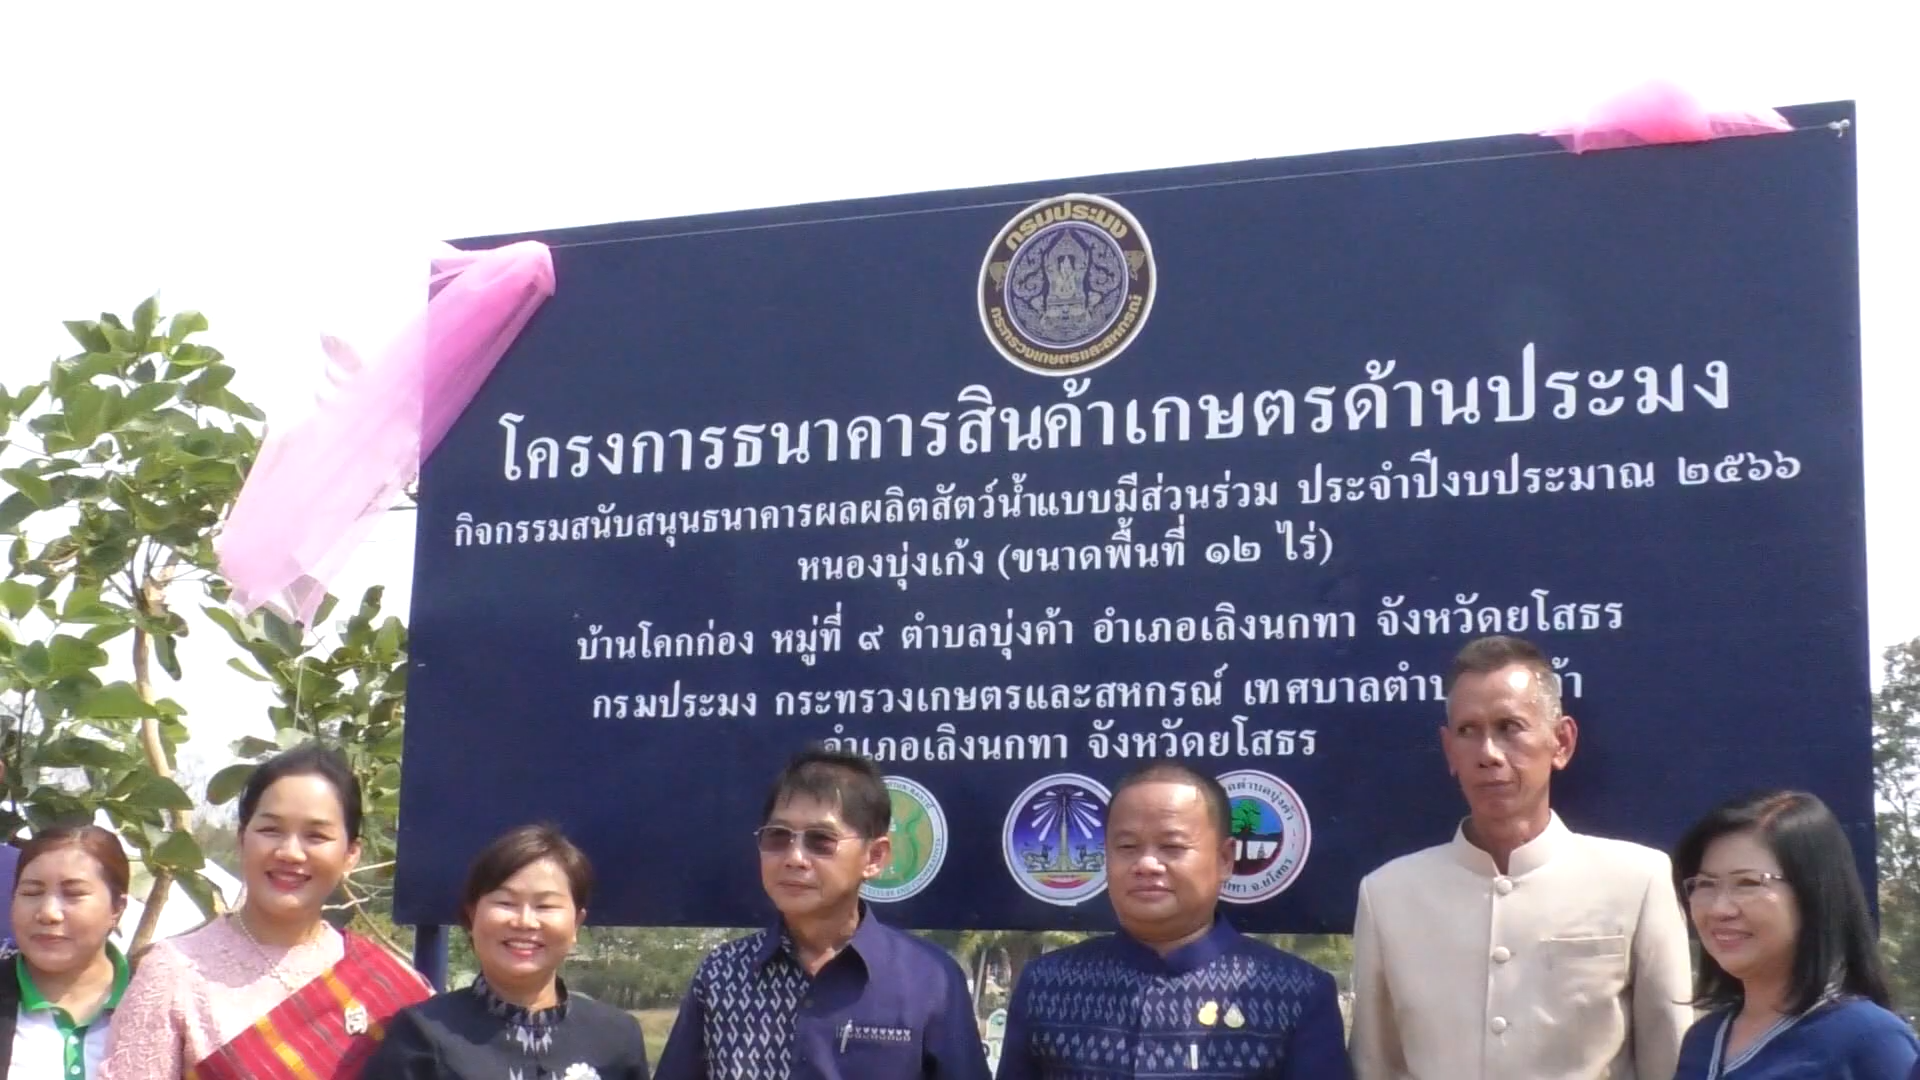 กรมประมง
กระทรวงเกษตรและสหกรณ์
โครงการธนาคารสินค้าเกษตรด้านประมง
กิจกรรมสนับสนุนธนาคารผลผลิตสัตว์น้ำแบบมีส่วนร่วม ประจำปีงบประมาณ ๒๕๖๖
หนองบุ่งเก้ง (ขนาดพื้นที่ ๑๒ ไร่)
บ้านโคกก่อง หมู่ที่ ๙ ตำบลบุ่งค้า อำเภอเลิงนกทา จังหวัดยโสธร
กรมประมง กระทรวงเกษตรและสหกรณ์
อำเภอเลิงนกทา จังหวัดยโสธร